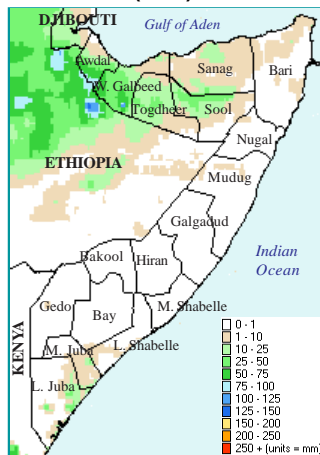 DJIBOUTI
Gulf of Aden
Awdal
Sanag
Bari
W. Galbeed
Togdheer
Sool
Nugal
ETHIOPIA
Mudug
Galgadud
Indian
Ocean
Bakool
Hiran
Gedo
Bay
M. Shabelle
KENYA
M. Juba
L. Shabelle
L. Juba
0 - 1
1 - 10
10 - 25
25 - 50
50 - 75
75 - 100
100 - 125
125 - 150
150 - 200
200 - 250
250 + (units = mm)